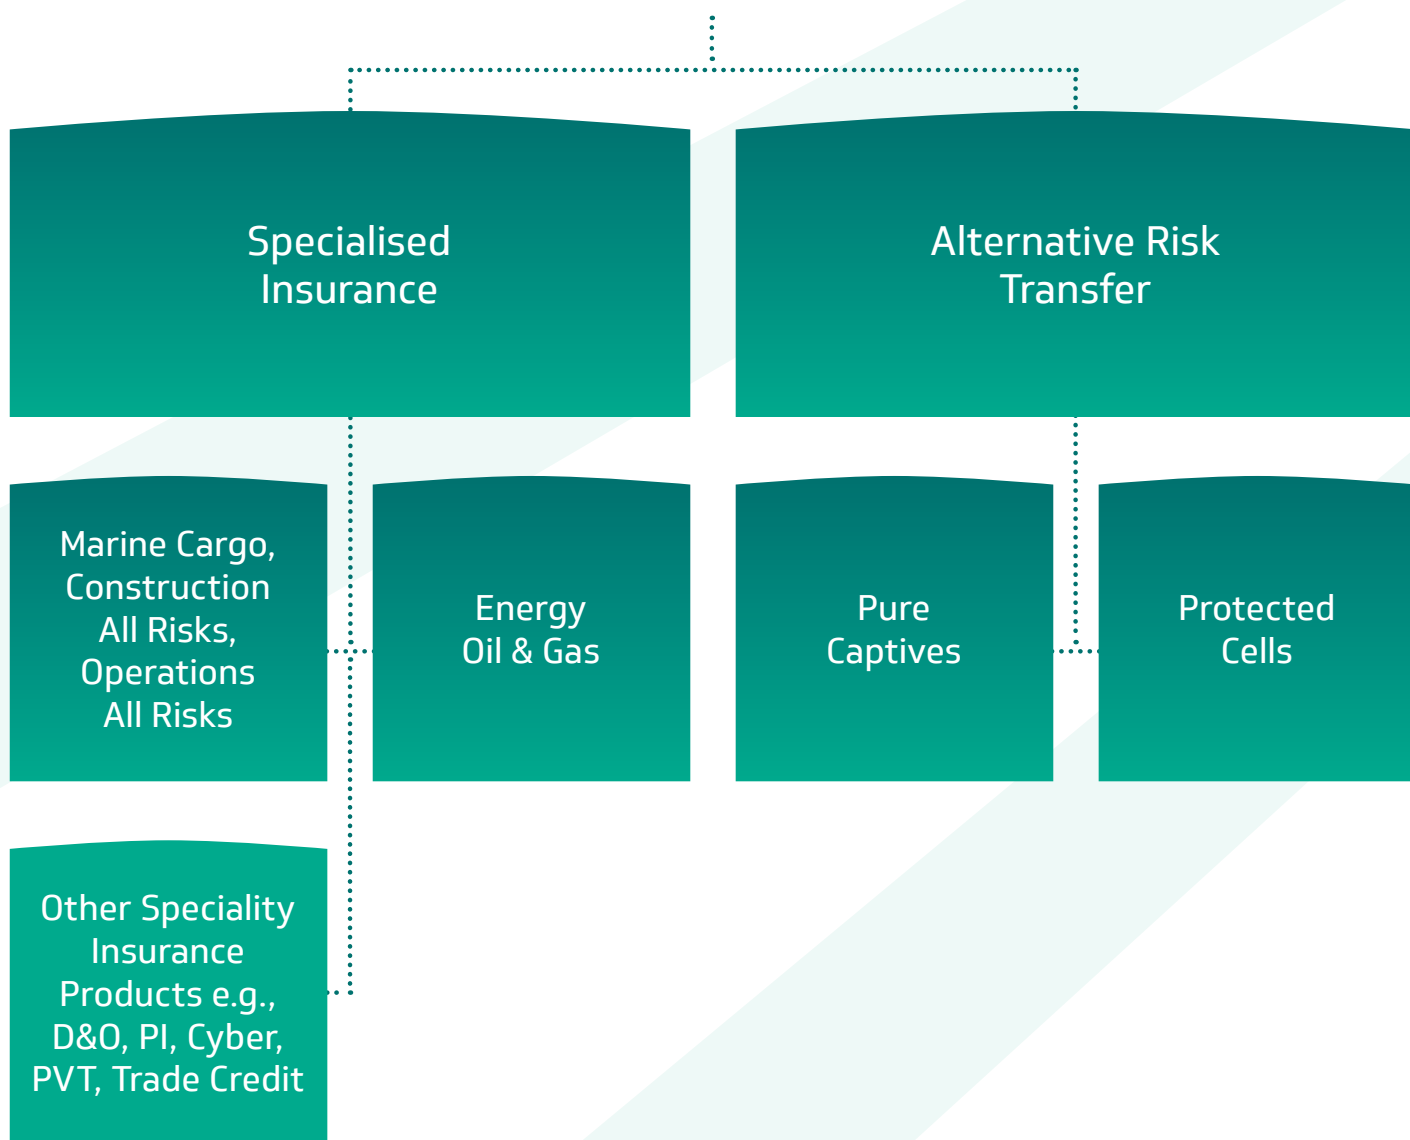 Specialised
Insurance
Alternative Risk
Transfer
Marine Cargo,
Construction
All Risks,
Operations
All Risks
Energy
Oil & Gas
Pure
Captives
Protected
Cells
Other Speciality
Insurance
Products e.g.,
D&O, PI, Cyber,
PVT, Trade Credit